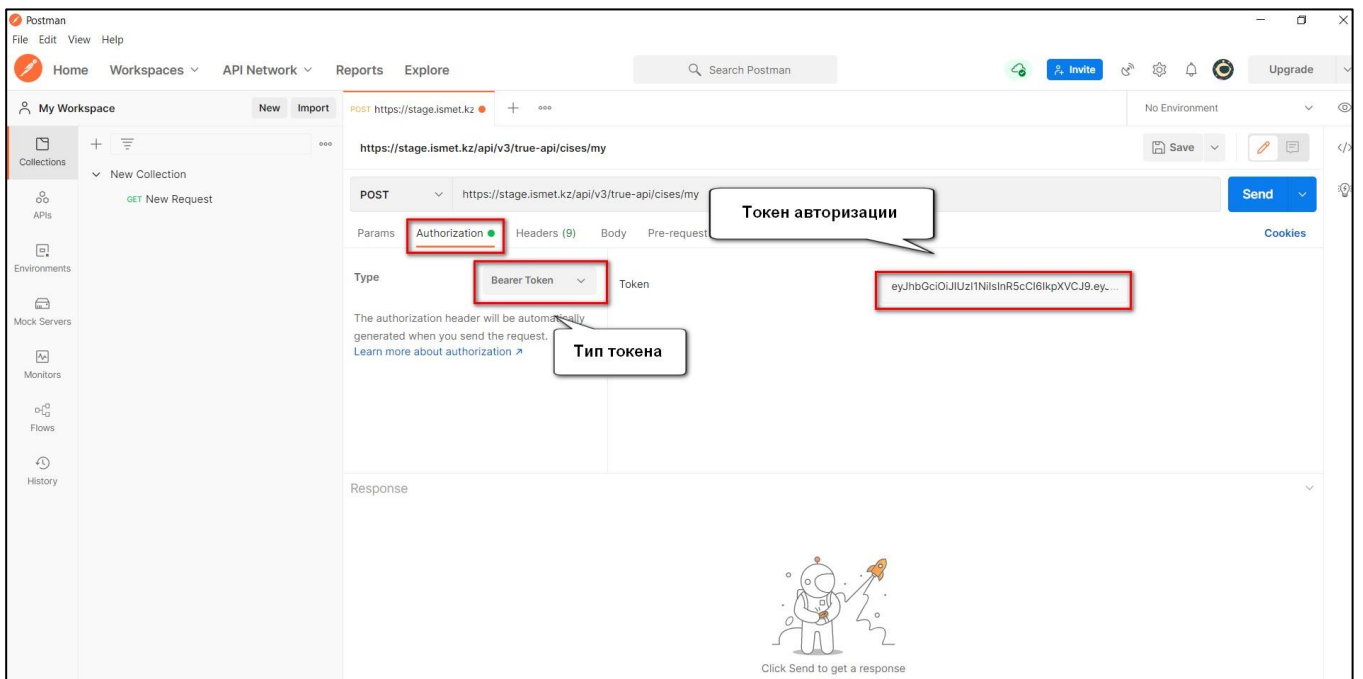 Postman
File Edit View Help
Home Workspaces API Network Reports Explore Search Postman Invite Upgrade
My Workspace New Import POST https://stage.ismet.kz No Environment
Collections
https://stage.ismet.kz/api/v3/true-api/cises/my Save
New Collection
GET New Request
APIs
POST https://stage.ismet.kz/api/v3/true-api/cises/my Send
Токен авторизации
Params Authorization Headers (9) Body Pre-request Cookies
Environments
Type Bearer Token Token
Mock Servers
The authorization header will be automatically
generated when you send the request.
Learn more about authorization
Тип токена
Monitors
Flows
History
Response
Click Send to get a response